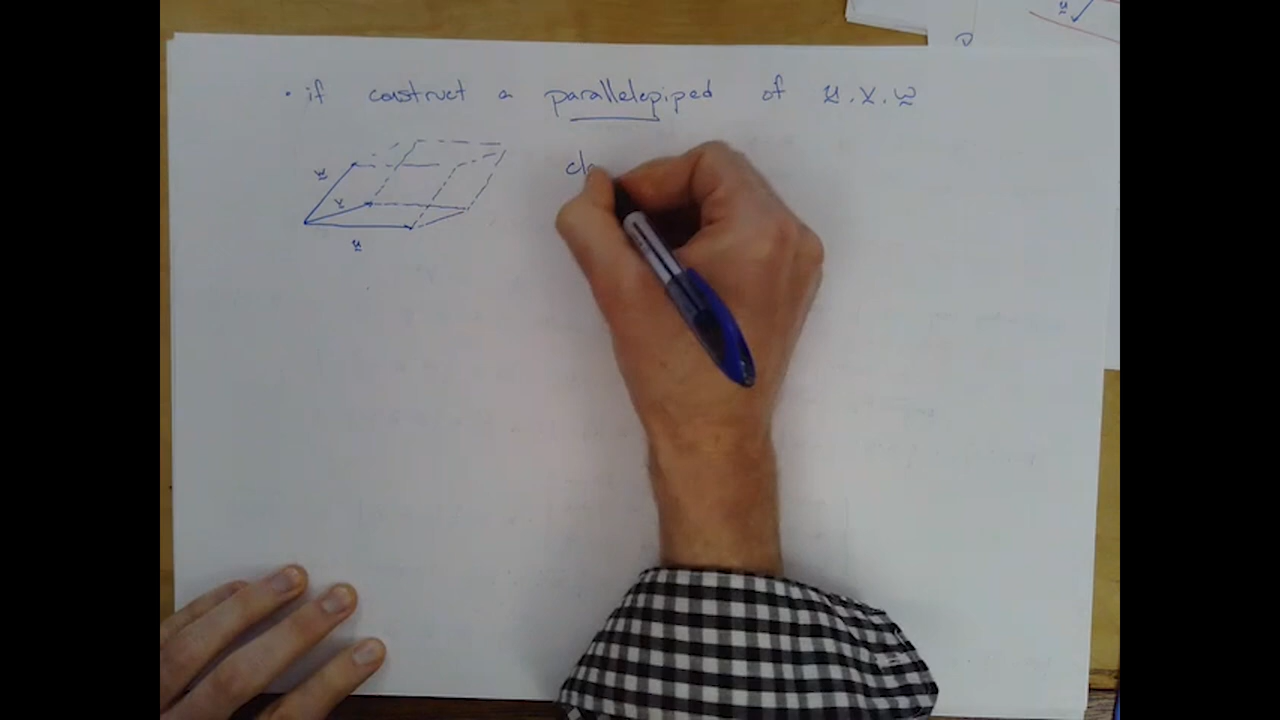 • if construct a parallelepiped of u, v, w
w
v
u